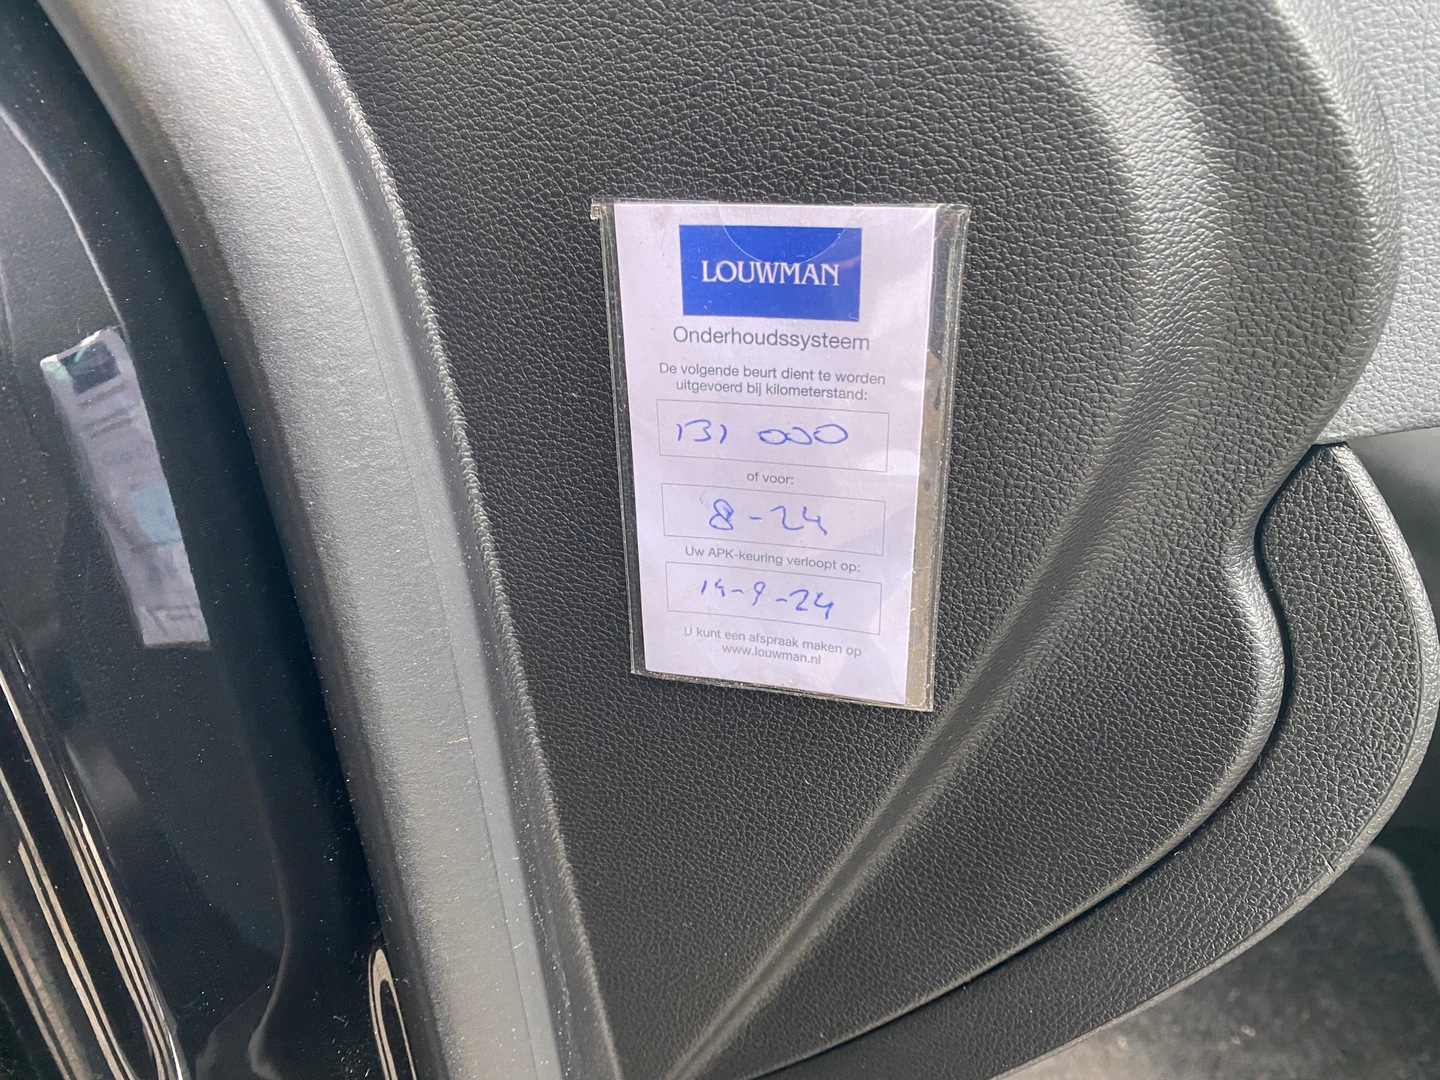 LOUWMAN
Onderhoudssysteem
De volgende beurt dient te worden
uitgevoerd bij kilometerstand:
131 000
of voor:
8-24
Uw APK-keuring verloopt op:
14-9-24
U kunt een afspraak maken op
www.louwman.nl